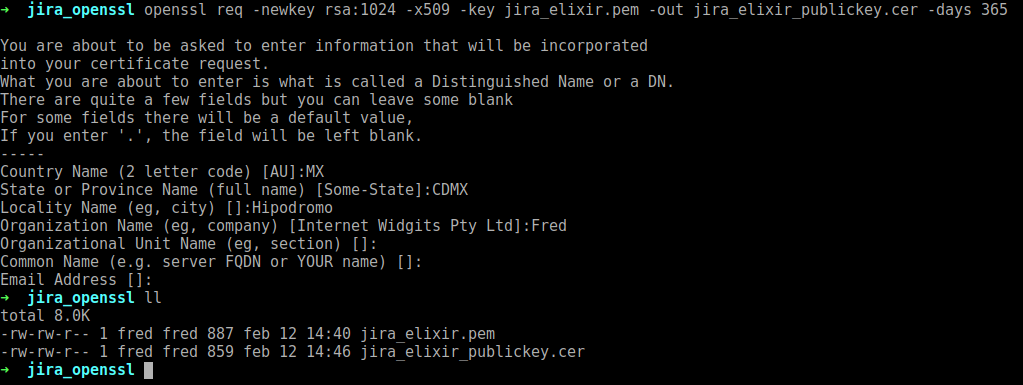 ➜  jira_openssl openssl req -newkey rsa:1024 -x509 -key jira_elixir.pem -out jira_elixir_publickey.cer -days 365
You are about to be asked to enter information that will be incorporated
into your certificate request.
What you are about to enter is what is called a Distinguished Name or a DN.
There are quite a few fields but you can leave some blank
For some fields there will be a default value,
If you enter '.', the field will be left blank.
-----
Country Name (2 letter code) [AU]:MX
State or Province Name (full name) [Some-State]:CDMX
Locality Name (eg, city) []:Hipodromo
Organization Name (eg, company) [Internet Widgits Pty Ltd]:Fred
Organizational Unit Name (eg, section) []:
Common Name (e.g. server FQDN or YOUR name) []:
Email Address []:
➜  jira_openssl ll
total 8.0K
-rw-rw-r-- 1 fred fred 887 feb 12 14:40 jira_elixir.pem
-rw-rw-r-- 1 fred fred 859 feb 12 14:46 jira_elixir_publickey.cer
➜  jira_openssl